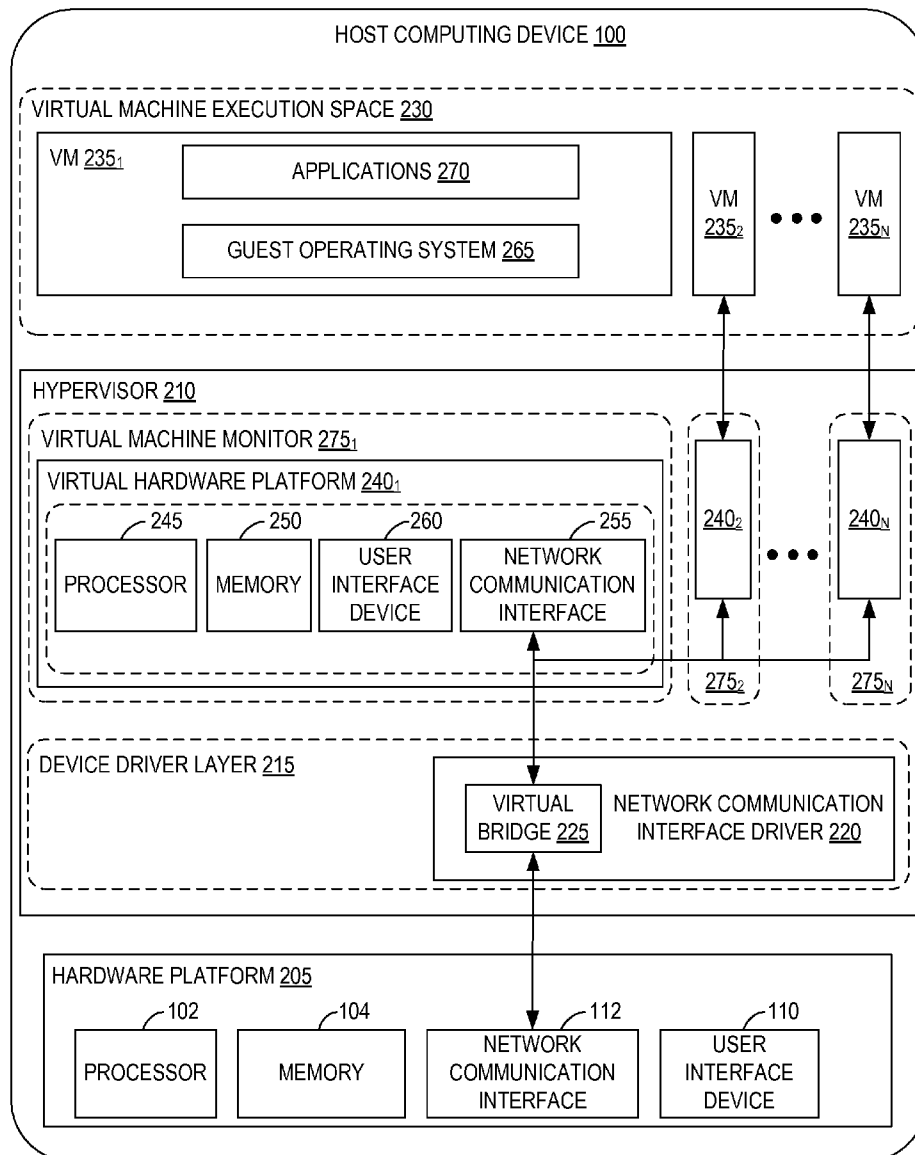 HOST COMPUTING DEVICE 100
VIRTUAL MACHINE EXECUTION SPACE 230
VM 235₁
APPLICATIONS 270
GUEST OPERATING SYSTEM 265
VM
235₂
VM
235ₙ
HYPERVISOR 210
VIRTUAL MACHINE MONITOR 275₁
VIRTUAL HARDWARE PLATFORM 240₁
245
250
260
255
PROCESSOR
MEMORY
USER
INTERFACE
DEVICE
NETWORK
COMMUNICATION
INTERFACE
240₂
240ₙ
275₂
275ₙ
DEVICE DRIVER LAYER 215
VIRTUAL
BRIDGE 225
NETWORK COMMUNICATION
INTERFACE DRIVER 220
HARDWARE PLATFORM 205
102
104
112
110
PROCESSOR
MEMORY
NETWORK
COMMUNICATION
INTERFACE
USER
INTERFACE
DEVICE